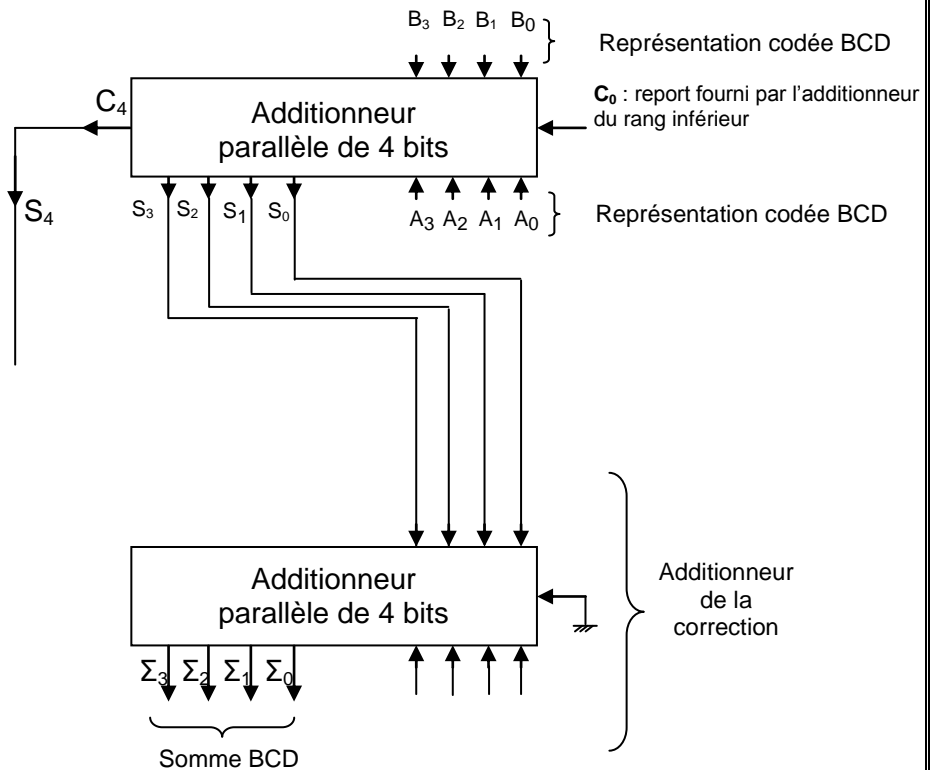 B3 B2 B1 B0
Représentation codée BCD
C4
Additionneur
parallèle de 4 bits
C0 : report fourni par l'additionneur
du rang inférieur
S4
S3 S2 S1 S0
A3 A2 A1 A0
Représentation codée BCD
Additionneur
parallèle de 4 bits
Additionneur
de la
correction
Σ3 Σ2 Σ1 Σ0
Somme BCD